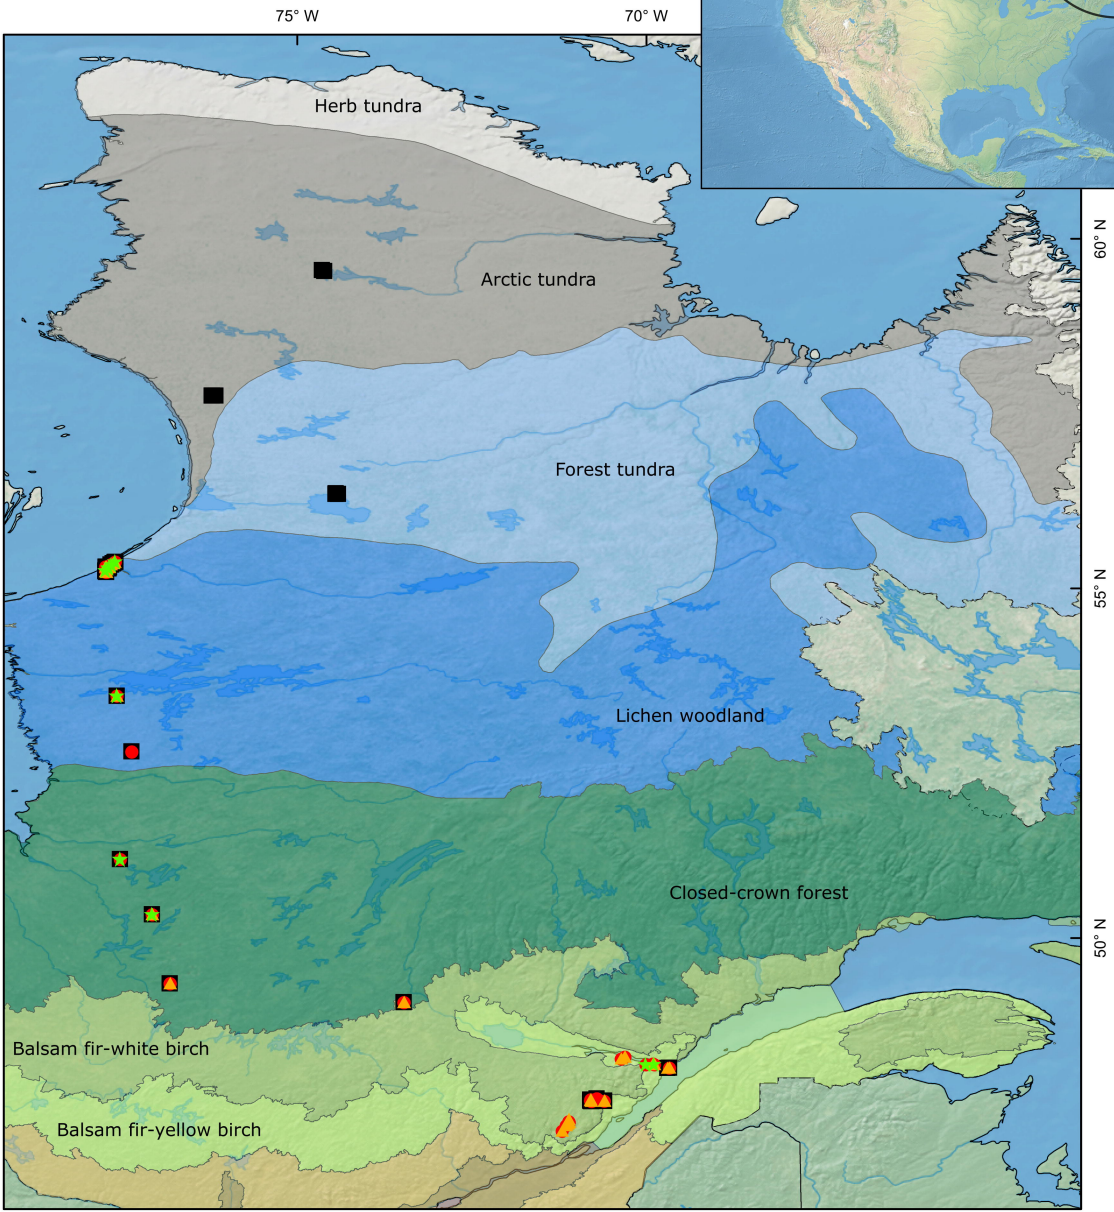 75° W
70° W
Herb tundra
60° N
Arctic tundra
Forest tundra
55° N
Lichen woodland
Closed-crown forest
50° N
Balsam fir-white birch
Balsam fir-yellow birch